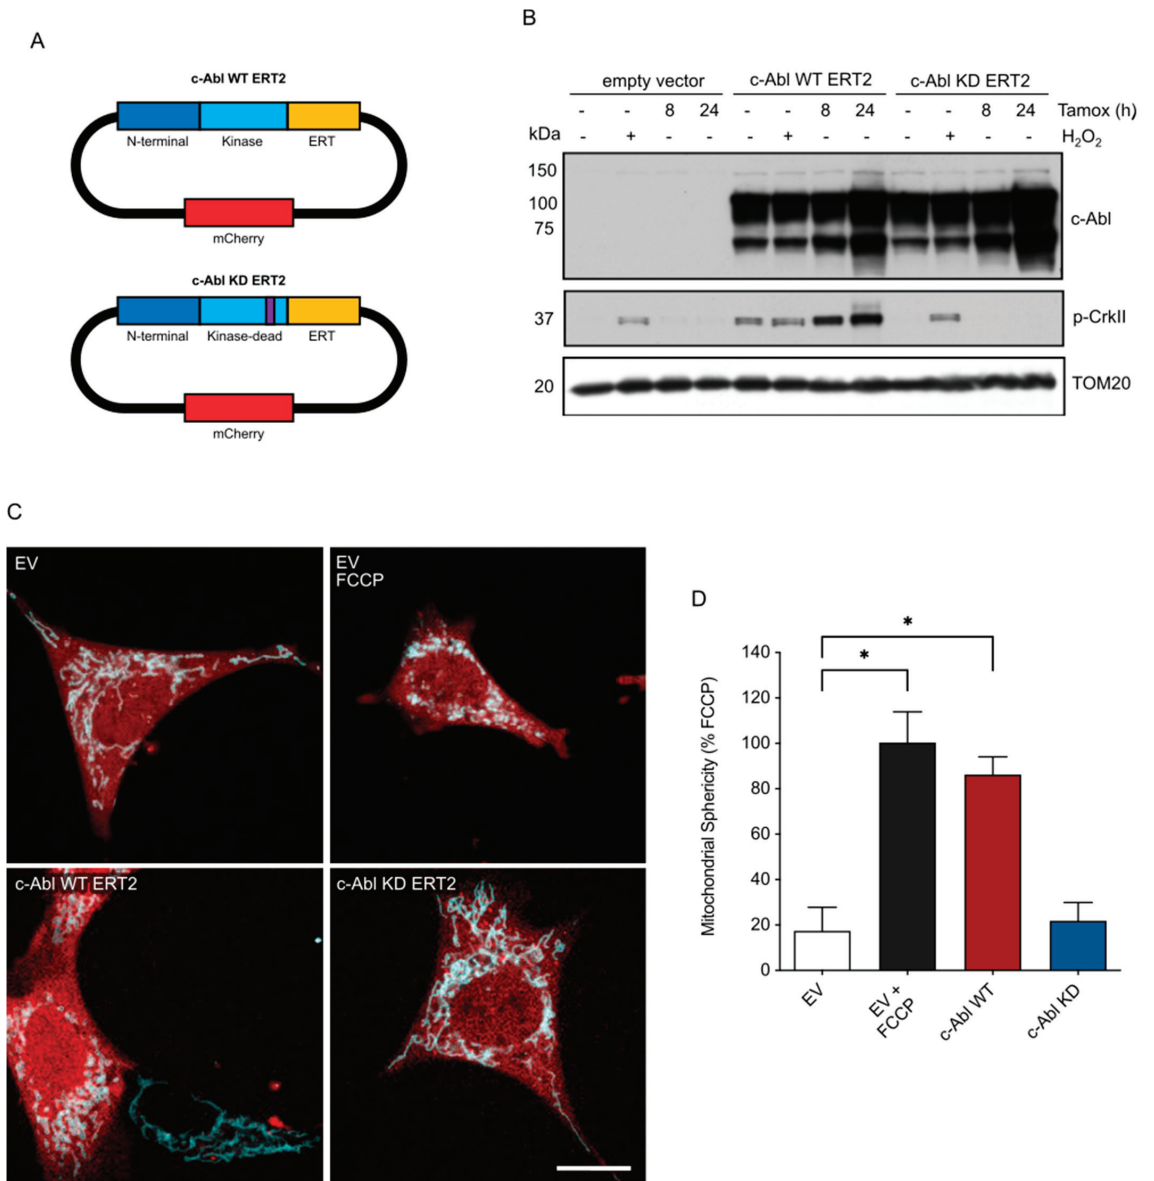 A
c-Abl WT ERT2
N-terminal Kinase ERT
mCherry
c-Abl KD ERT2
N-terminal Kinase-dead ERT
mCherry
B
empty vector c-Abl WT ERT2 c-Abl KD ERT2
- - 8 24 - - 8 24 - - 8 24 Tamox (h)
kDa - + - - - + - - - + - - H₂O₂
150
100
75
c-Abl
37 p-CrkII
20 TOM20
C
EV
EV
FCCP
c-Abl WT ERT2
c-Abl KD ERT2
D
* 
*
Mitochondrial Sphericity (% FCCP)
140
120
100
80
60
40
20
0
EV
EV +
FCCP
c-Abl WT
c-Abl KD